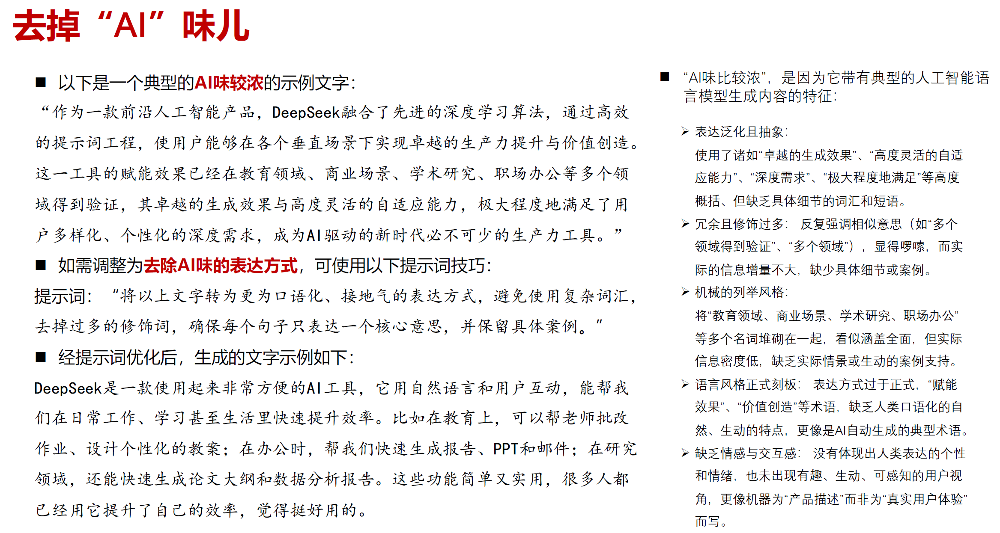 去掉“AI”味儿
■ 以下是一个典型的AI味较浓的示例文字：
“作为一款前沿人工智能产品，DeepSeek融合了先进的深度学习算法，通过高效
的提示词工程，使用户能够在各个垂直场景下实现卓越的生产力提升与价值创造。
这一工具的赋能效果已经在教育领域、商业场景、学术研究、职场办公等多个领
域得到验证，其卓越的生成效果与高度灵活的自适应能力，极大程度地满足了用
户多样化、个性化的深度需求，成为AI驱动的新时代必不可少的生产力工具。”
■ 如需调整为去除AI味的表达方式，可使用以下提示词技巧：
提示词：“将以上文字转为更为口语化、接地气的表达方式，避免使用复杂词汇，
去掉过多的修饰词，确保每个句子只表达一个核心意思，并保留具体案例。”
■ 经提示词优化后，生成的文字示例如下：
DeepSeek是一款使用起来非常方便的AI工具，它用自然语言和用户互动，能帮我
们在日常工作、学习甚至生活里快速提升效率。比如在教育上，可以帮老师批改
作业、设计个性化的教案；在办公时，帮我们快速生成报告、PPT和邮件；在研究
领域，还能快速生成论文大纲和数据分析报告。这些功能简单又实用，很多人都
已经用它提升了自己的效率，觉得挺好用的。
■ “AI味比较浓”，是因为它带有典型的人工智能语
言模型生成内容的特征：
➢ 表达泛化且抽象：
使用了诸如“卓越的生成效果”、“高度灵活的自适
应能力”、“深度需求”、“极大程度地满足”等高度
概括、但缺乏具体细节的词汇和短语。
➢ 冗余且修饰过多： 反复强调相似意思（如“多个
领域得到验证”、“多个领域”），显得啰嗦，而实
际的信息增量不大，缺少具体细节或案例。
➢ 机械的列举风格：
将“教育领域、商业场景、学术研究、职场办公”
等多个名词堆砌在一起，看似涵盖全面，但实际
信息密度低，缺乏实际情景或生动的案例支持。
➢ 语言风格正式刻板： 表达方式过于正式，“赋能
效果”、“价值创造”等术语，缺乏人类口语化的自
然、生动的特点，更像是AI自动生成的典型术语。
➢ 缺乏情感与交互感： 没有体现出人类表达的个性
和情绪，也未出现有趣、生动、可感知的用户视
角，更像机器为“产品描述”而非为“真实用户体验”
而写。